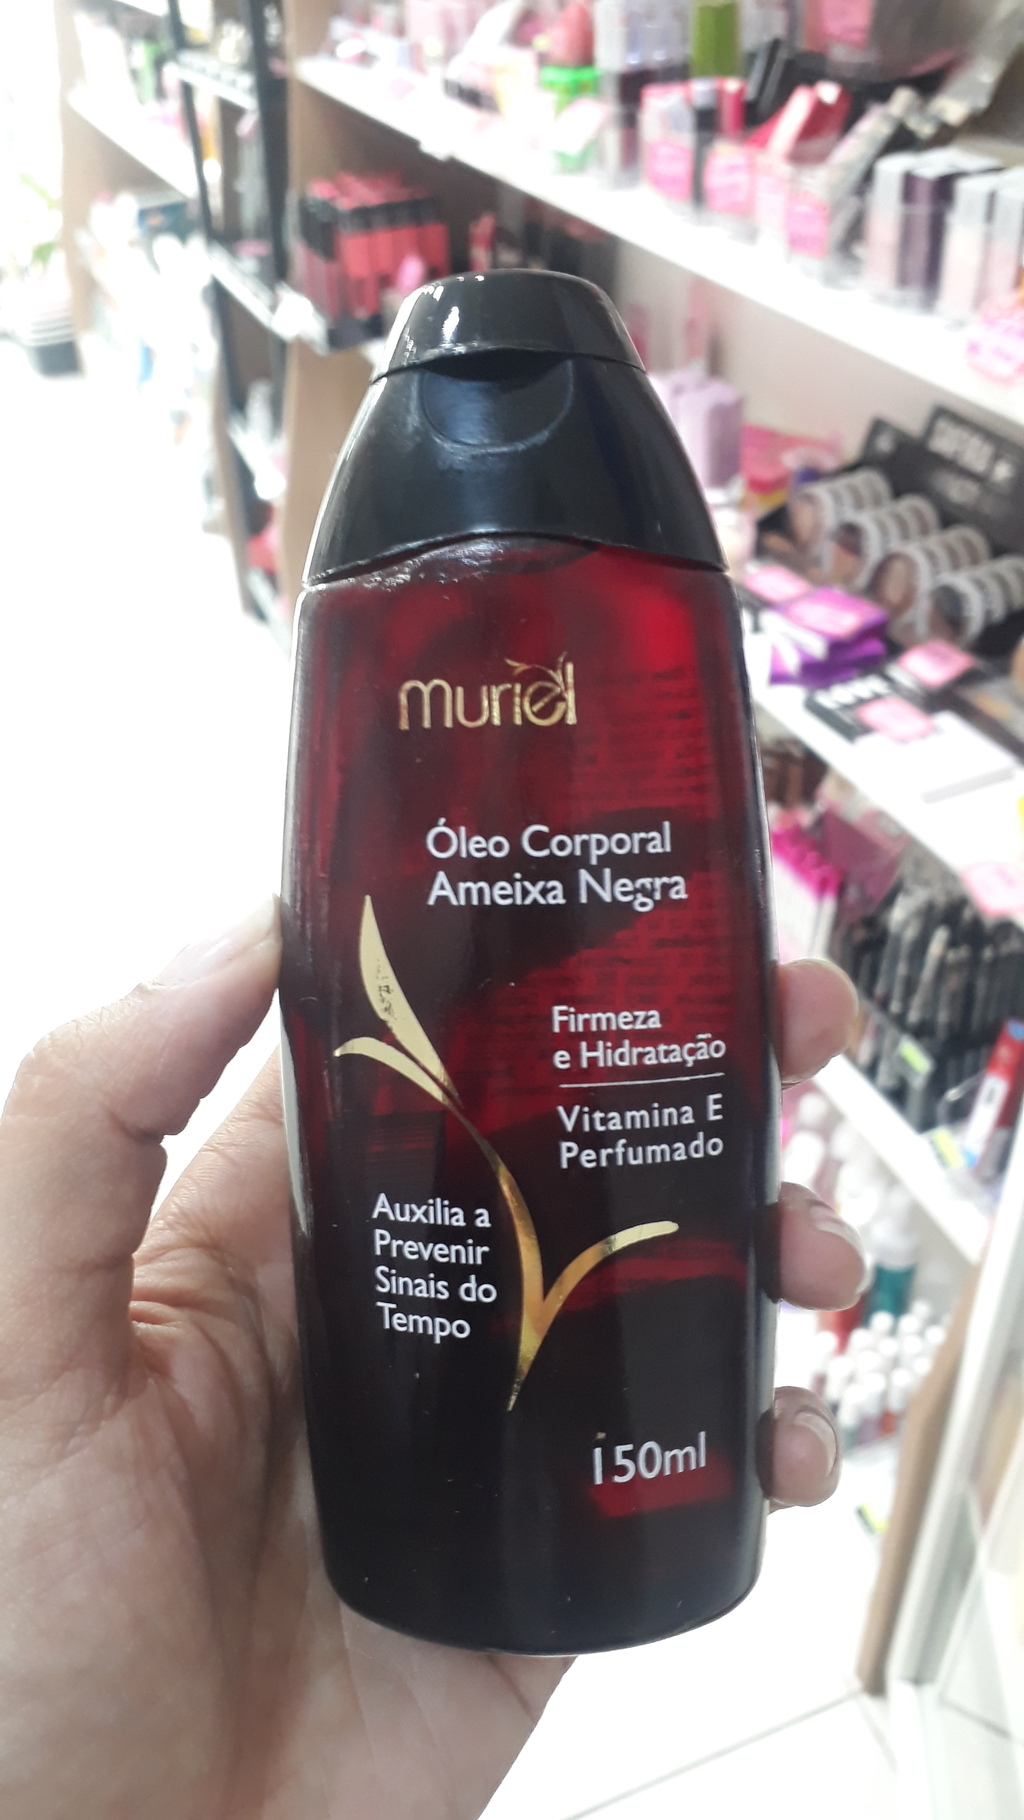 muriel
Óleo Corporal
Ameixa Negra
Firmeza
e Hidratação
Vitamina E
Perfumado
Auxilia a
Prevenir
Sinais do
Tempo
150ml